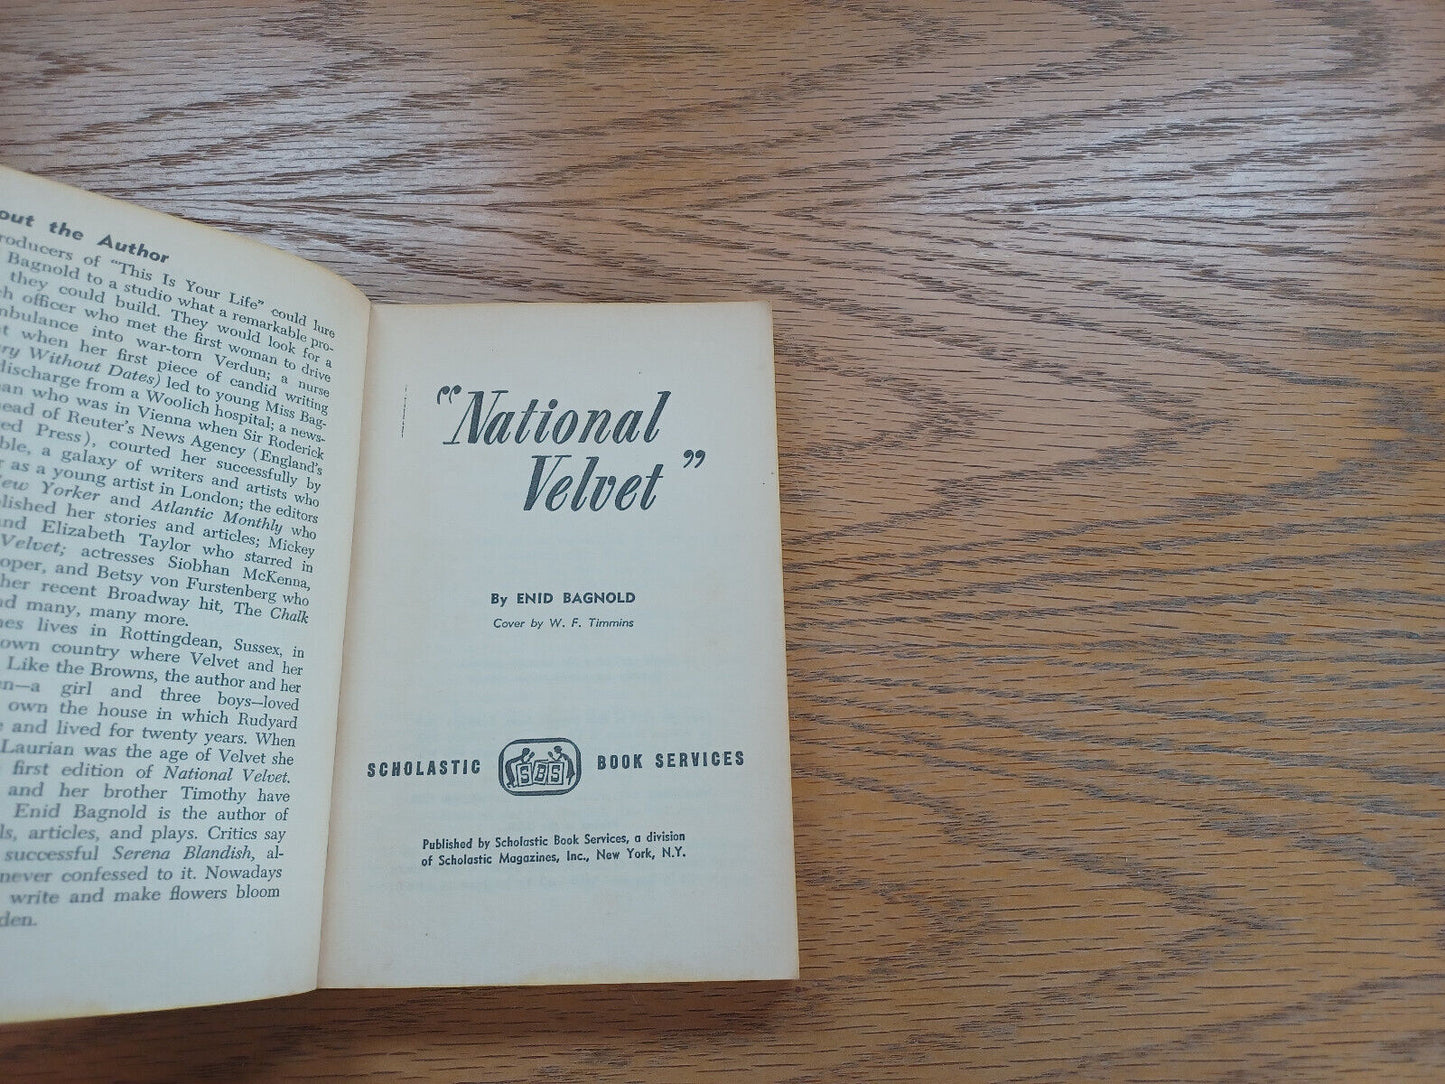 out the Author
roducers of "This Is Your Life" could lure
Bagnold to a studio what a remarkable pro-
they could build. They would look for a
ch officer who met the first woman to drive
mbulance into war-torn Verdun; a nurse
t when her first piece of candid writing
ry Without Dates) led to young Miss Bag-
discharge from a Woolich hospital; a news-
an who was in Vienna when Sir Roderick
head of Reuter's News Agency (England's
ed Press), courted her successfully by
ble, a galaxy of writers and artists who
r as a young artist in London; the editors
New Yorker and Atlantic Monthly who
blished her stories and articles; Mickey
and Elizabeth Taylor who starred in
Velvet; actresses Siobhan McKenna,
oper, and Betsy von Furstenberg who
her recent Broadway hit, The Chalk
nd many, many more.
nes lives in Rottingdean, Sussex, in
own country where Velvet and her
Like the Browns, the author and her
en—a girl and three boys—loved
own the house in which Rudyard
e and lived for twenty years. When
Laurian was the age of Velvet she
first edition of National Velvet.
and her brother Timothy have
Enid Bagnold is the author of
ls, articles, and plays. Critics say
successful Serena Blandish, al-
never confessed to it. Nowadays
write and make flowers bloom
den.
"National
Velvet"
By ENID BAGNOLD
Cover by W. F. Timmins
SCHOLASTIC SBS BOOK SERVICES
Published by Scholastic Book Services, a division
of Scholastic Magazines, Inc., New York, N.Y.